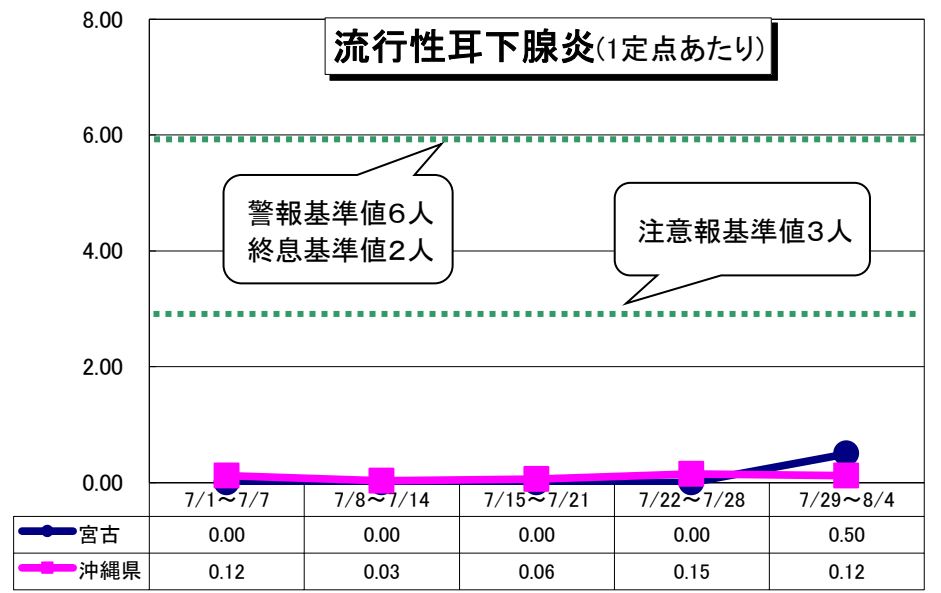 流行性耳下腺炎(1定点あたり)
8.00
6.00
4.00
2.00
0.00
警報基準値6人
終息基準値2人
注意報基準値3人
7/1～7/7 7/8～7/14 7/15～7/21 7/22～7/28 7/29～8/4
宮古 0.00 0.00 0.00 0.00 0.50
沖縄県 0.12 0.03 0.06 0.15 0.12